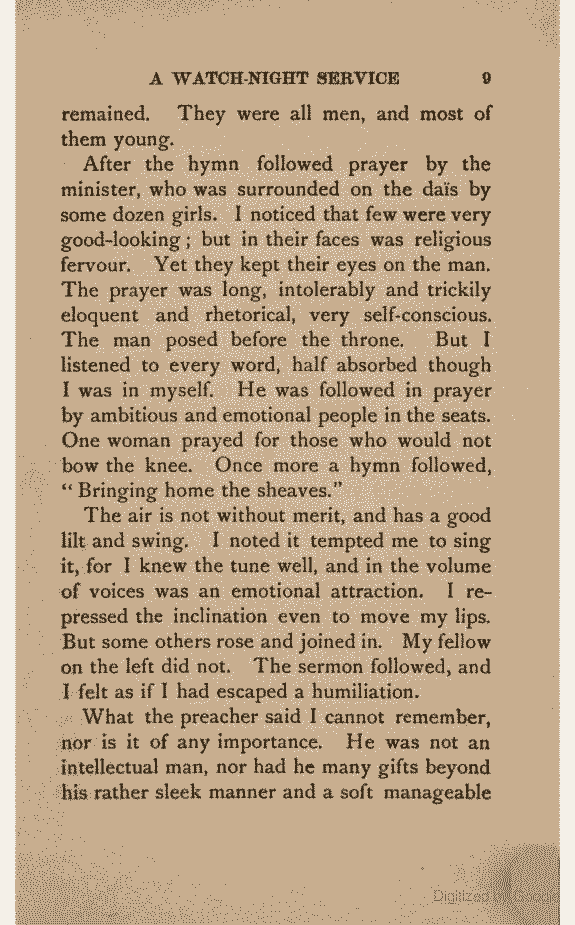 A WATCH-NIGHT SERVICE 9
remained. They were all men, and most of
them young.
After the hymn followed prayer by the
minister, who was surrounded on the daïs by
some dozen girls. I noticed that few were very
good-looking; but in their faces was religious
fervour. Yet they kept their eyes on the man.
The prayer was long, intolerably and trickily
eloquent and rhetorical, very self-conscious.
The man posed before the throne. But I
listened to every word, half absorbed though
I was in myself. He was followed in prayer
by ambitious and emotional people in the seats.
One woman prayed for those who would not
bow the knee. Once more a hymn followed,
“ Bringing home the sheaves.”
The air is not without merit, and has a good
lilt and swing. I noted it tempted me to sing
it, for I knew the tune well, and in the volume
of voices was an emotional attraction. I re-
pressed the inclination even to move my lips.
But some others rose and joined in. My fellow
on the left did not. The sermon followed, and
I felt as if I had escaped a humiliation.
What the preacher said I cannot remember,
nor is it of any importance. He was not an
intellectual man, nor had he many gifts beyond
his rather sleek manner and a soft manageable
Digitized by Google